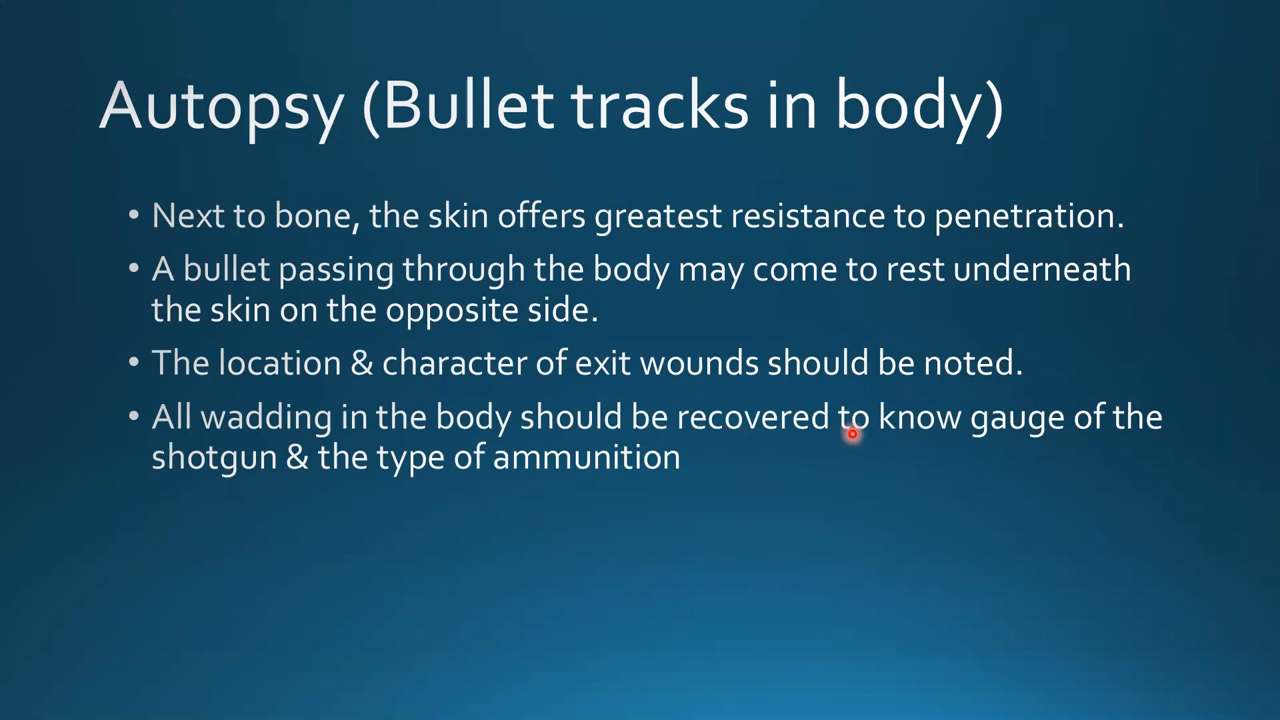 Autopsy (Bullet tracks in body)
• Next to bone, the skin offers greatest resistance to penetration.
• A bullet passing through the body may come to rest underneath
the skin on the opposite side.
• The location & character of exit wounds should be noted.
• All wadding in the body should be recovered to know gauge of the
shotgun & the type of ammunition